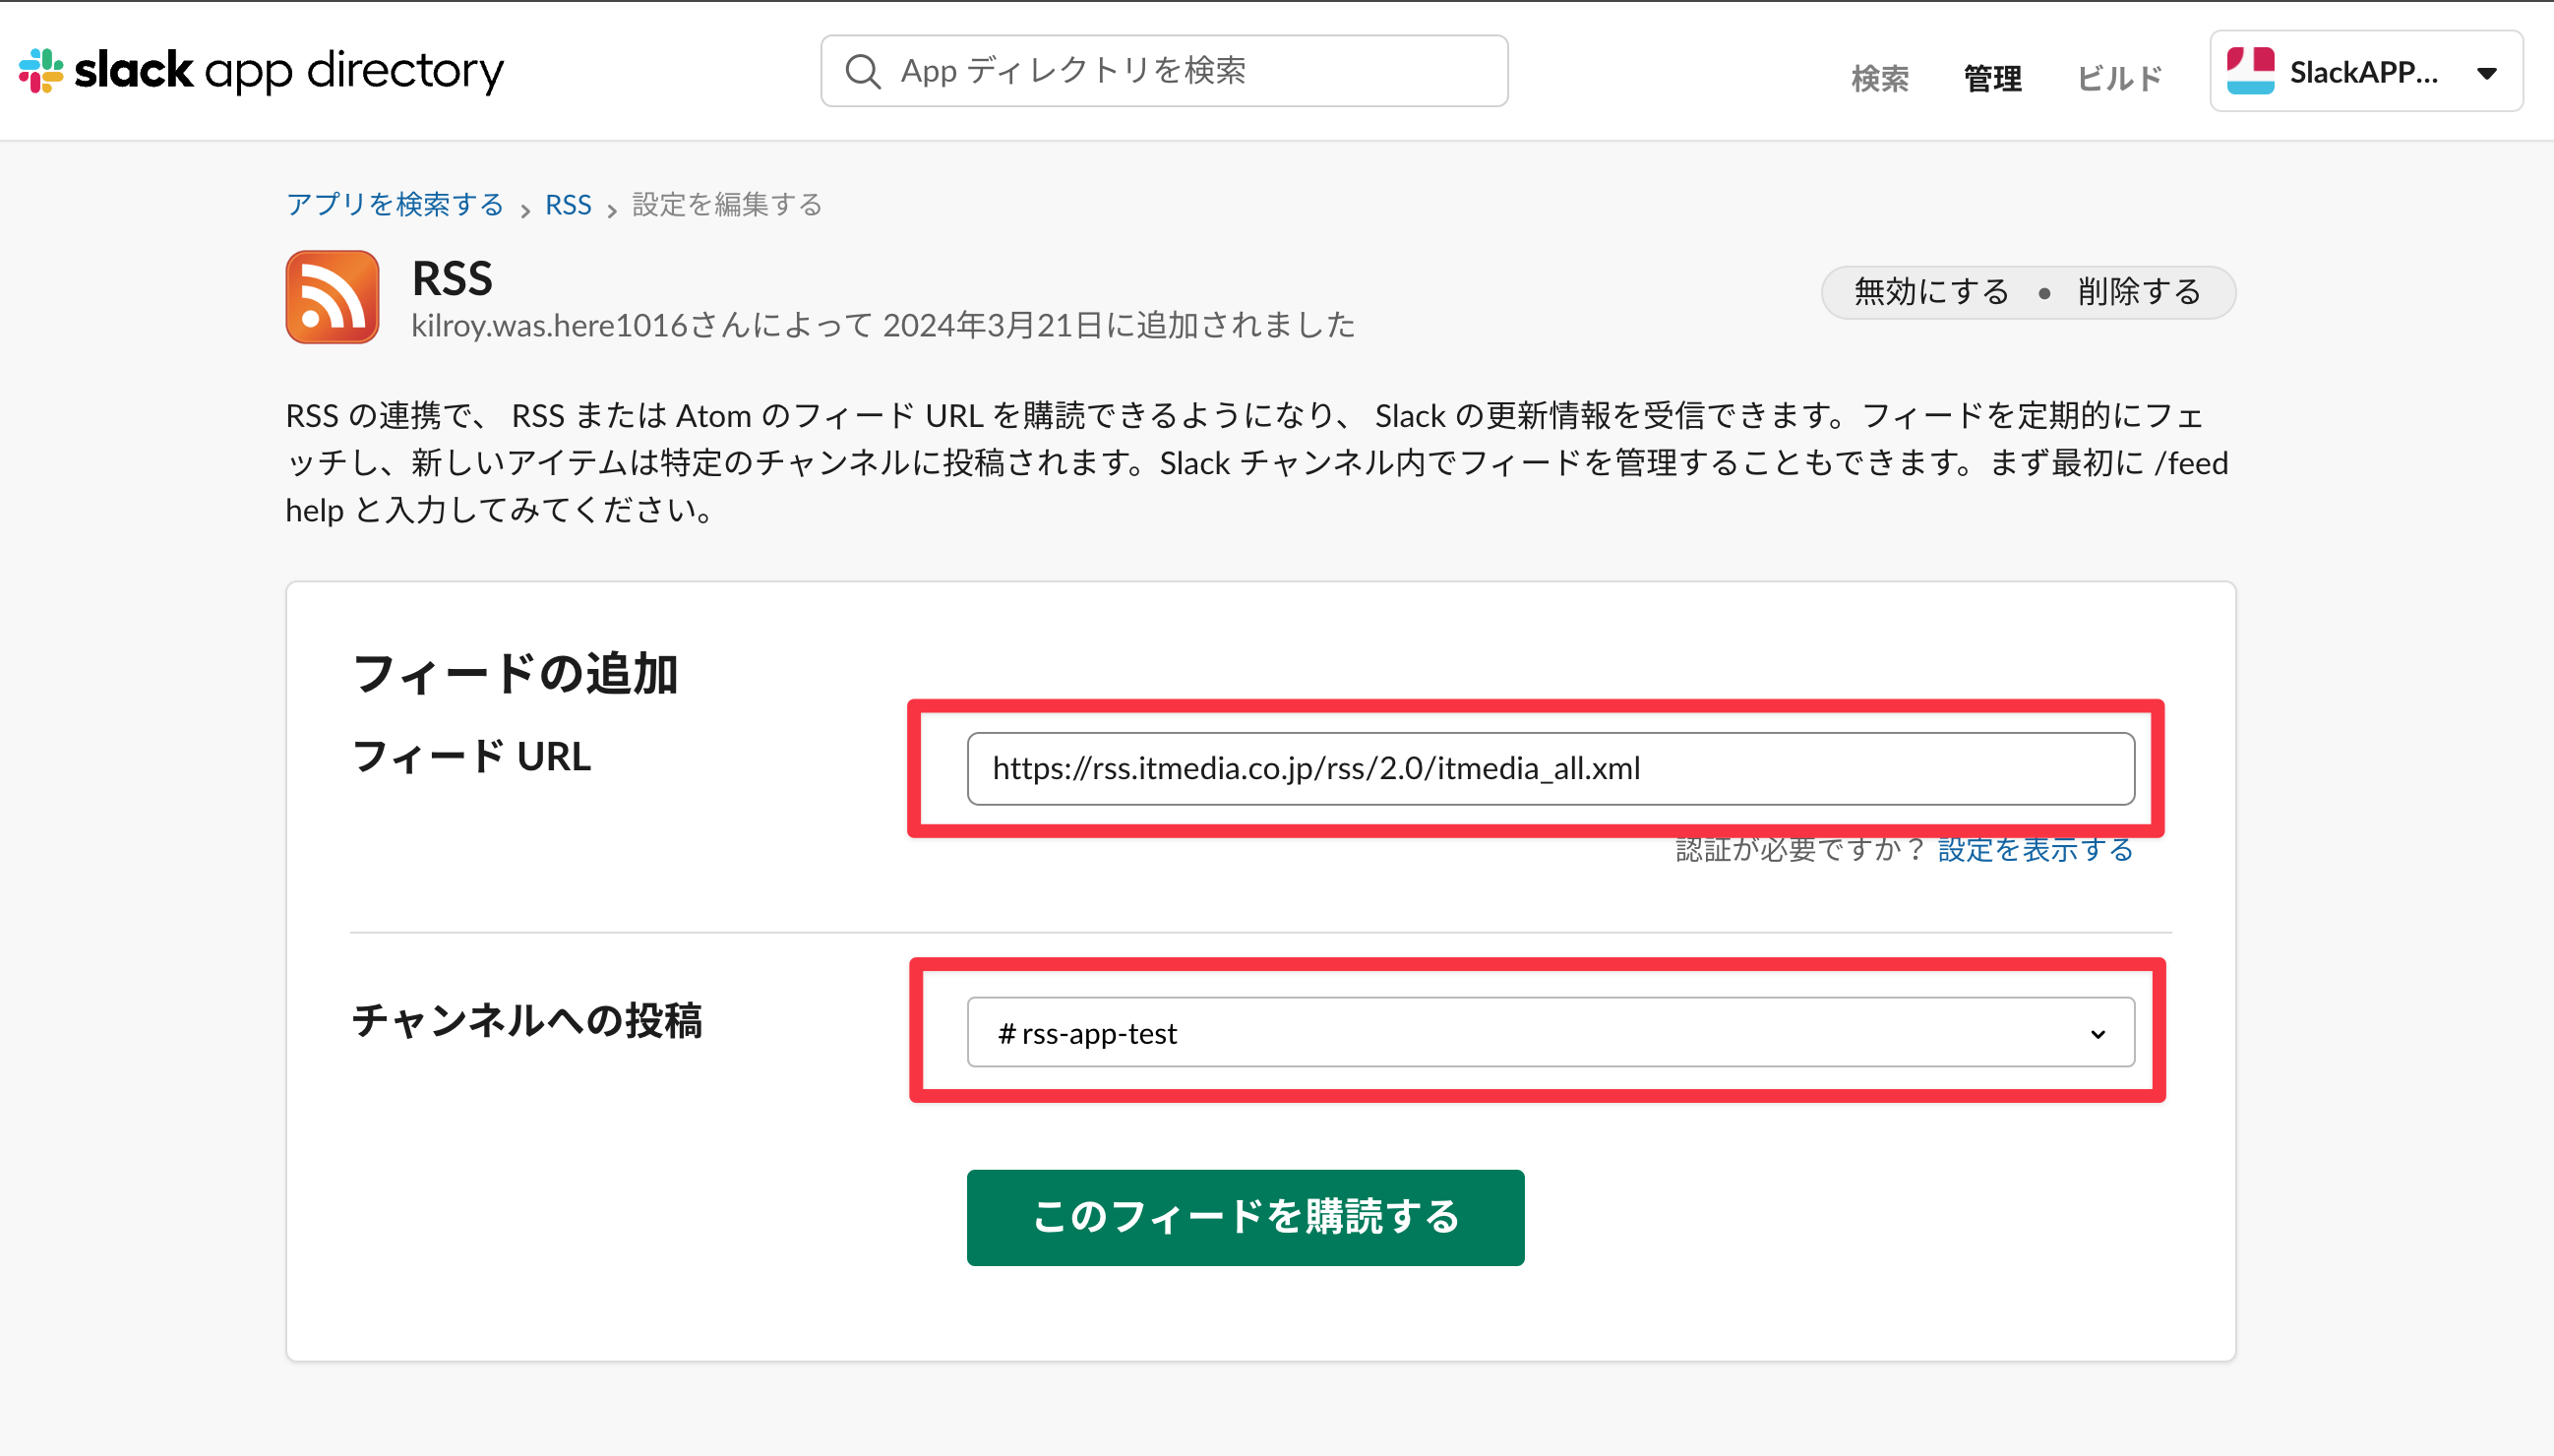 slack app directory
App ディレクトリを検索
検索
管理
ビルド
SlackAPP...
アプリを検索する › RSS › 設定を編集する
RSS
kilroy.was.here1016さんによって 2024年3月21日に追加されました
無効にする • 削除する
RSS の連携で、 RSS または Atom のフィード URL を購読できるようになり、 Slack の更新情報を受信できます。フィードを定期的にフェ
ッチし、新しいアイテムは特定のチャンネルに投稿されます。Slack チャンネル内でフィードを管理することもできます。まず最初に /feed
help と入力してみてください。
フィードの追加
フィード URL
https://rss.itmedia.co.jp/rss/2.0/itmedia_all.xml
認証が必要ですか？ 設定を表示する
チャンネルへの投稿
# rss-app-test
このフィードを購読する